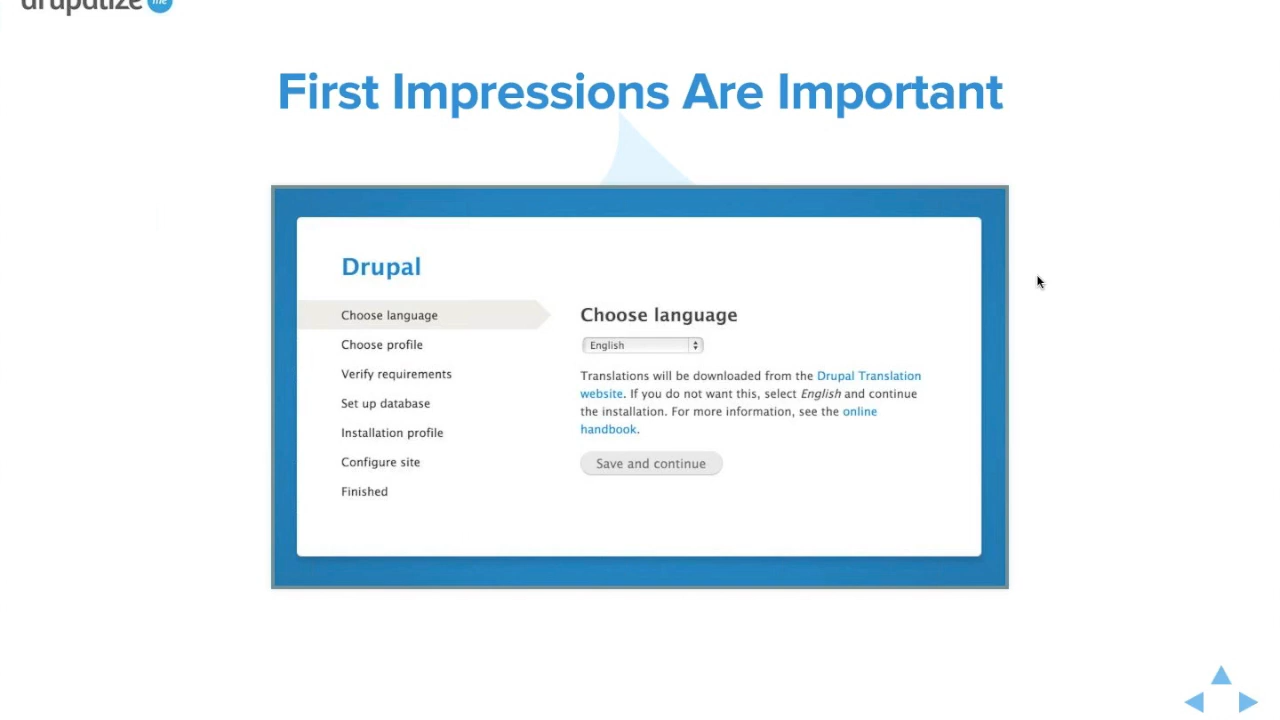 drupalize me
First Impressions Are Important
Drupal
Choose language
Choose profile
Verify requirements
Set up database
Installation profile
Configure site
Finished
Choose language
English
Translations will be downloaded from the Drupal Translation
website. If you do not want this, select English and continue
the installation. For more information, see the online
handbook.
Save and continue